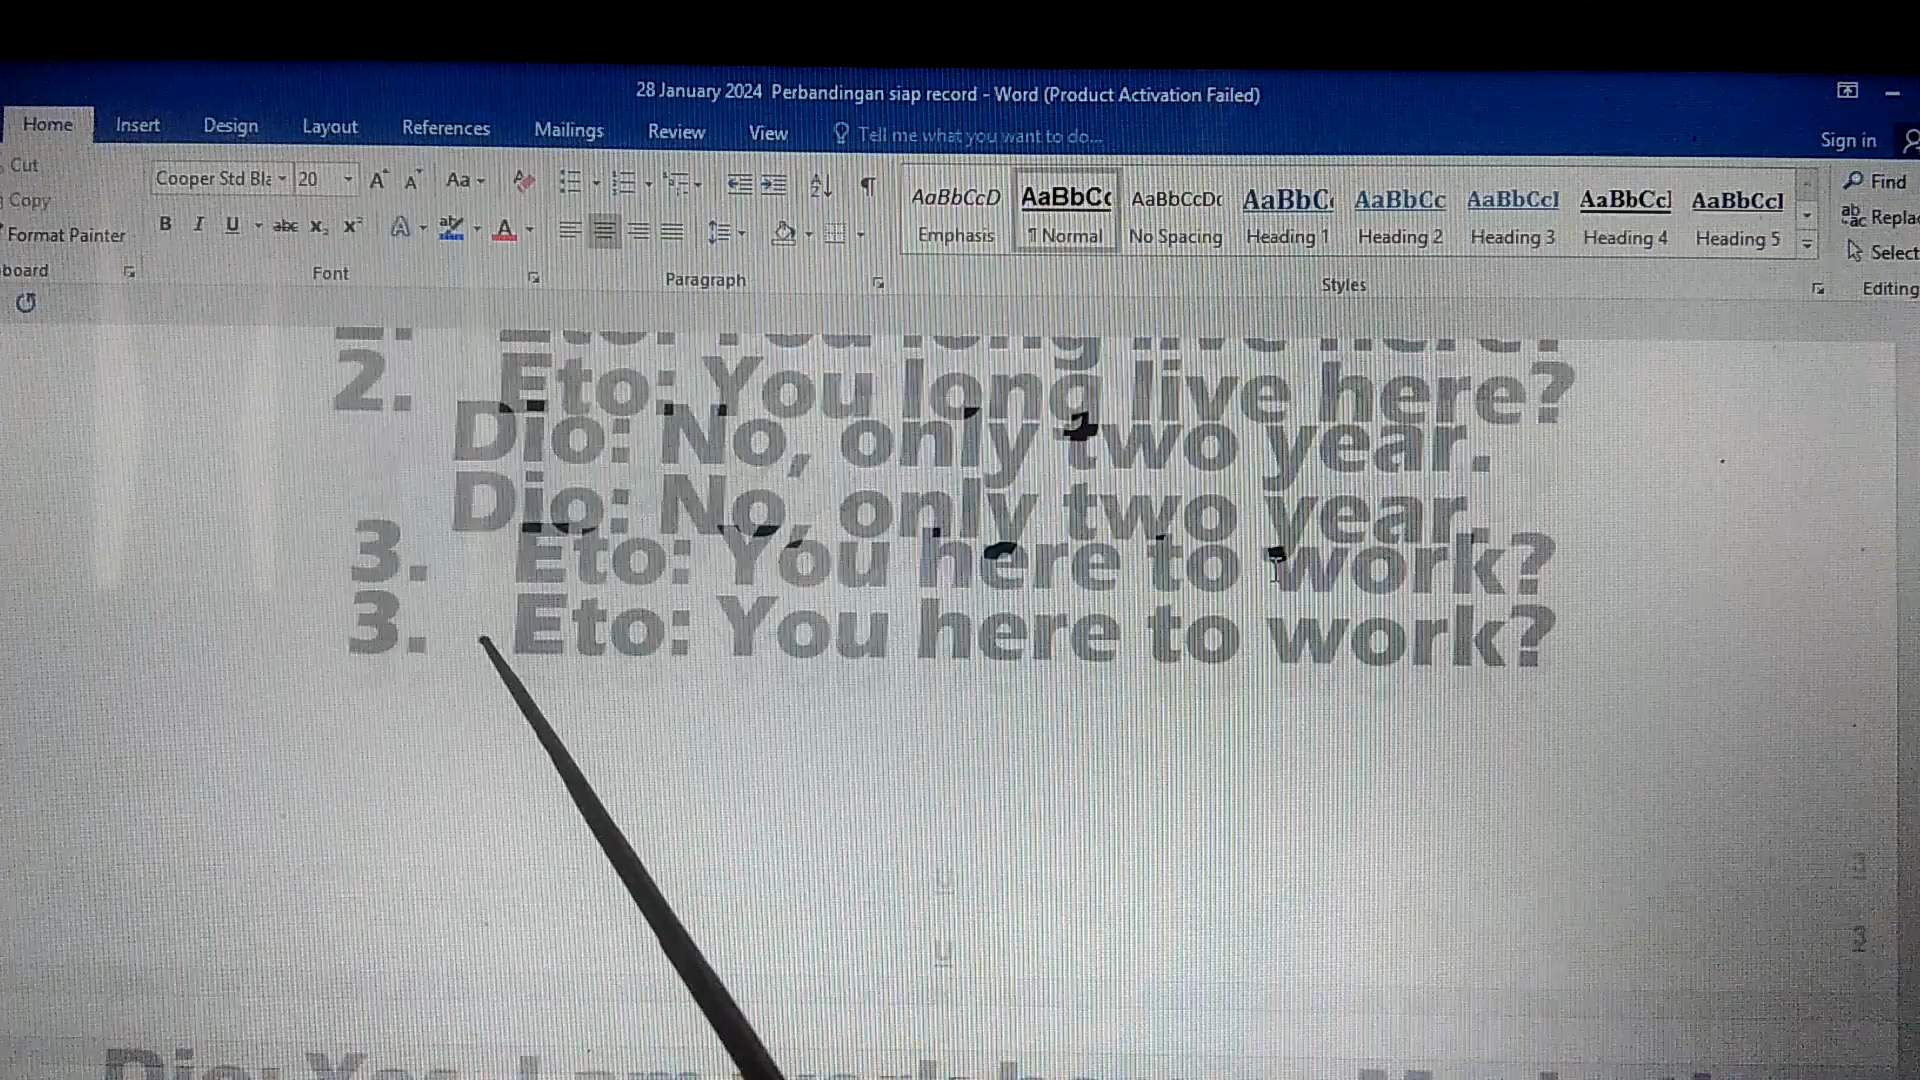 28 January 2024 Perbandingan siap record - Word (Product Activation Failed)
Home Insert Design Layout References Mailings Review View Tell me what you want to do... Sign in
Cut
Copy
Format Painter
board
Cooper Std Bla 20
Font
Paragraph
AaBbCcD AaBbCc AaBbCcDc AaBbC AaBbCc AaBbCcl AaBbCcl AaBbCcl
Emphasis ¶ Normal No Spacing Heading 1 Heading 2 Heading 3 Heading 4 Heading 5
Styles
Find
Replac
Select
Editing
2. Eto: You long live here?
Dio: No, only two year.
Dio: No, only two year.
3. Eto: You here to work?
3. Eto: You here to work?
3
3